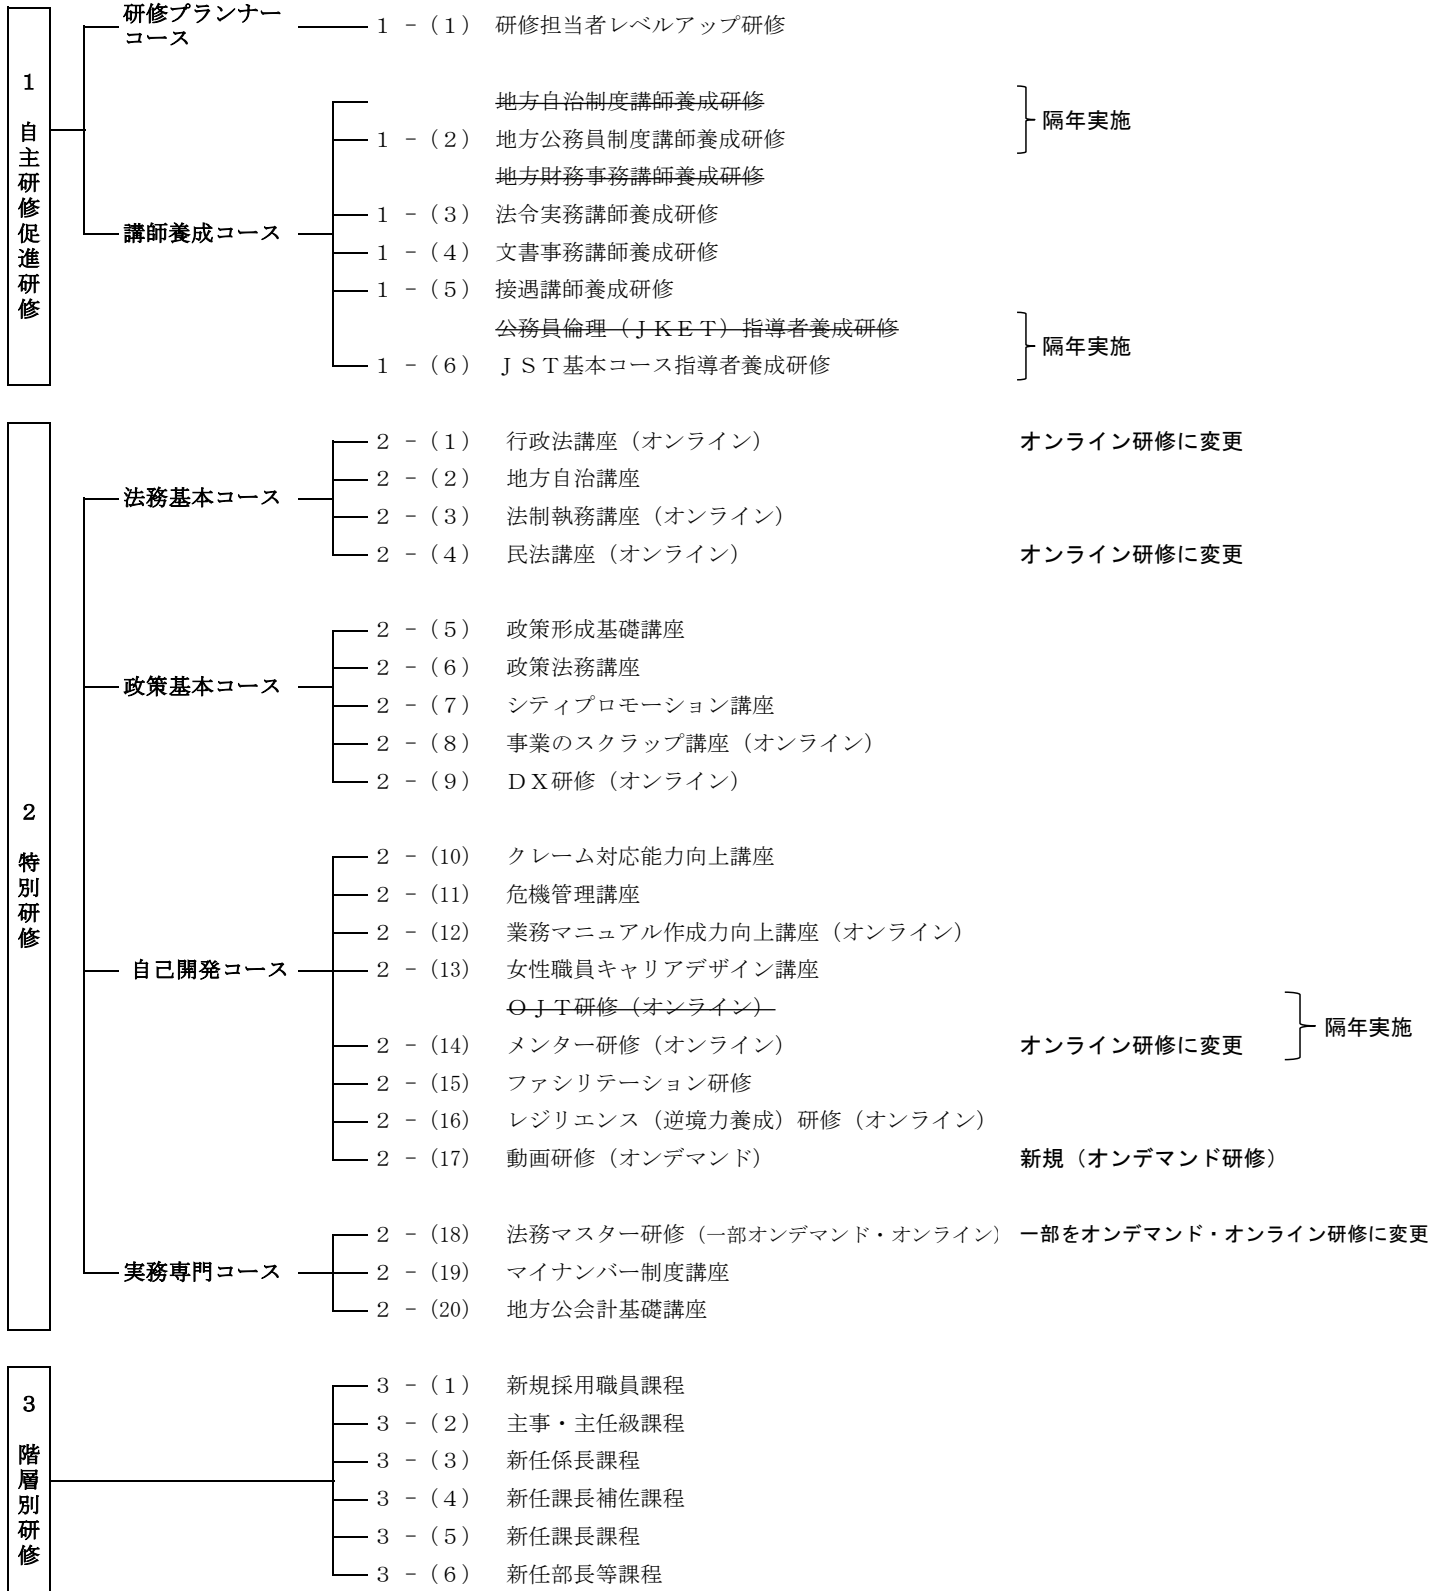 1 自主研修促進研修
研修プランナーコース
1 -（１） 研修担当者レベルアップ研修
講師養成コース
地方自治制度講師養成研修
1 -（２） 地方公務員制度講師養成研修
隔年実施
地方財務事務講師養成研修
1 -（３） 法令実務講師養成研修
1 -（４） 文書事務講師養成研修
1 -（５） 接遇講師養成研修
公務員倫理（ＪＫＥＴ）指導者養成研修
1 -（６） ＪＳＴ基本コース指導者養成研修
隔年実施
2 特別研修
法務基本コース
2 -（１） 行政法講座（オンライン） オンライン研修に変更
2 -（２） 地方自治講座
2 -（３） 法制執務講座（オンライン）
2 -（４） 民法講座（オンライン） オンライン研修に変更
政策基本コース
2 -（５） 政策形成基礎講座
2 -（６） 政策法務講座
2 -（７） シティプロモーション講座
2 -（８） 事業のスクラップ講座（オンライン）
2 -（９） ＤＸ研修（オンライン）
自己開発コース
2 -（10） クレーム対応能力向上講座
2 -（11） 危機管理講座
2 -（12） 業務マニュアル作成力向上講座（オンライン）
2 -（13） 女性職員キャリアデザイン講座
ＯＪＴ研修（オンライン）
2 -（14） メンター研修（オンライン） オンライン研修に変更
隔年実施
2 -（15） ファシリテーション研修
2 -（16） レジリエンス（逆境力養成）研修（オンライン）
2 -（17） 動画研修（オンデマンド） 新規（オンデマンド研修）
実務専門コース
2 -（18） 法務マスター研修（一部オンデマンド・オンライン） 一部をオンデマンド・オンライン研修に変更
2 -（19） マイナンバー制度講座
2 -（20） 地方公会計基礎講座
3 階層別研修
3 -（１） 新規採用職員課程
3 -（２） 主事・主任級課程
3 -（３） 新任係長課程
3 -（４） 新任課長補佐課程
3 -（５） 新任課長課程
3 -（６） 新任部長等課程